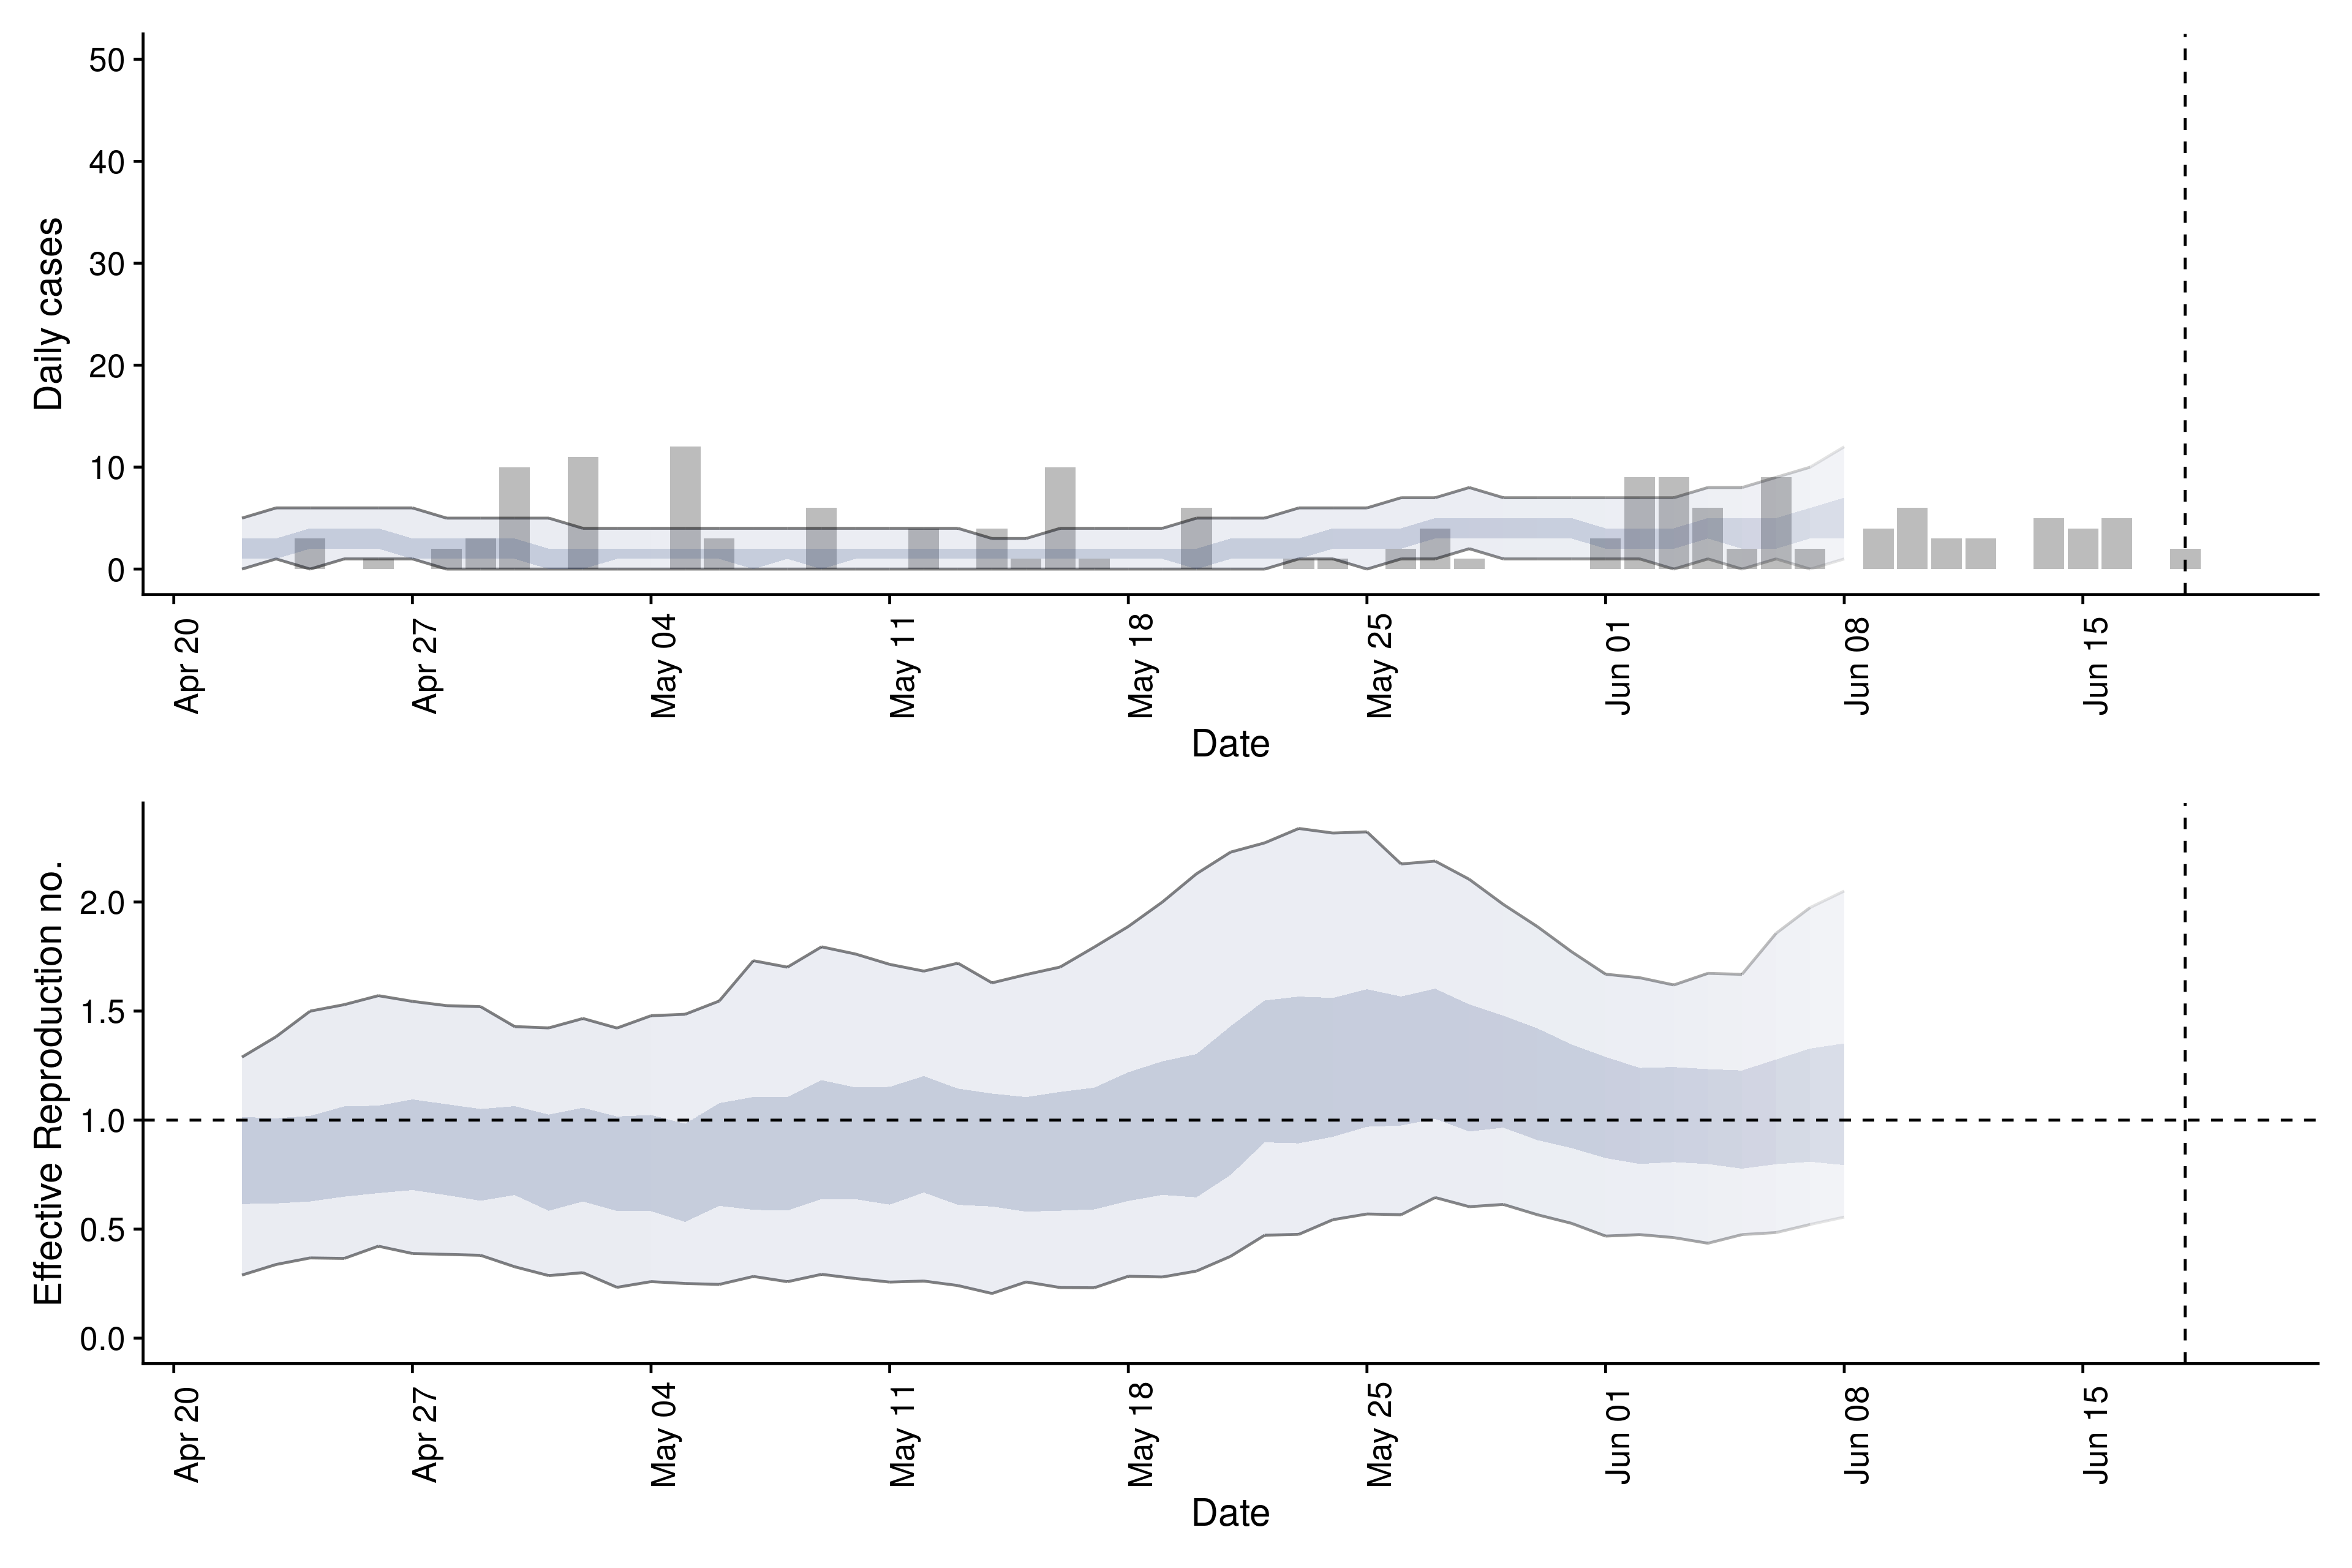 Daily cases
50
40
30
20
10
0
Apr 20
Apr 27
May 04
May 11
May 18
May 25
Jun 01
Jun 08
Jun 15
Date
Effective Reproduction no.
2.0
1.5
1.0
0.5
0.0
Apr 20
Apr 27
May 04
May 11
May 18
May 25
Jun 01
Jun 08
Jun 15
Date